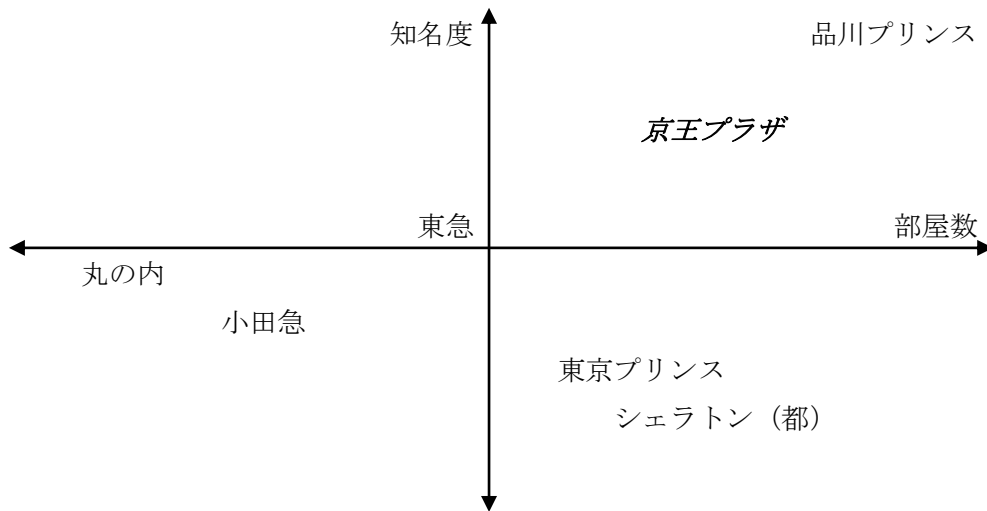 知名度
品川プリンス
京王プラザ
東急
部屋数
丸の内
小田急
東京プリンス
シェラトン（都）